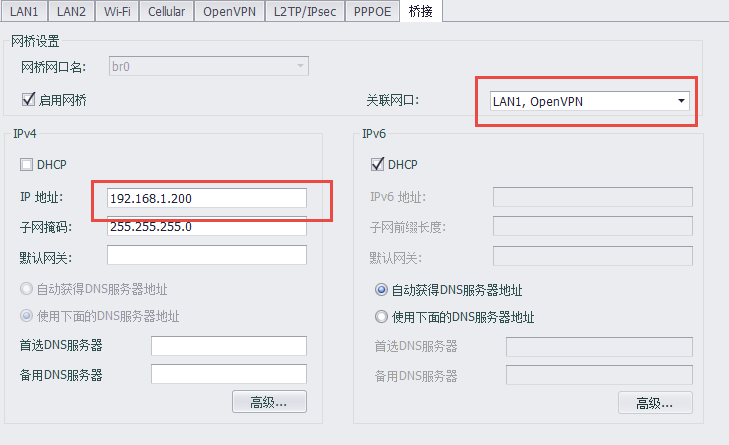 LAN1 LAN2 Wi-Fi Cellular OpenVPN L2TP/IPsec PPPOE 桥接
网桥设置
网桥网口名: br0
启用网桥 关联网口: LAN1, OpenVPN
IPv4
DHCP
IP 地址: 192.168.1.200
子网掩码: 255.255.255.0
默认网关:
自动获得DNS服务器地址
使用下面的DNS服务器地址
首选DNS服务器
备用DNS服务器
高级...
IPv6
DHCP
IPv6 地址:
子网前缀长度:
默认网关:
自动获得DNS服务器地址
使用下面的DNS服务器地址
首选DNS服务器
备用DNS服务器
高级...